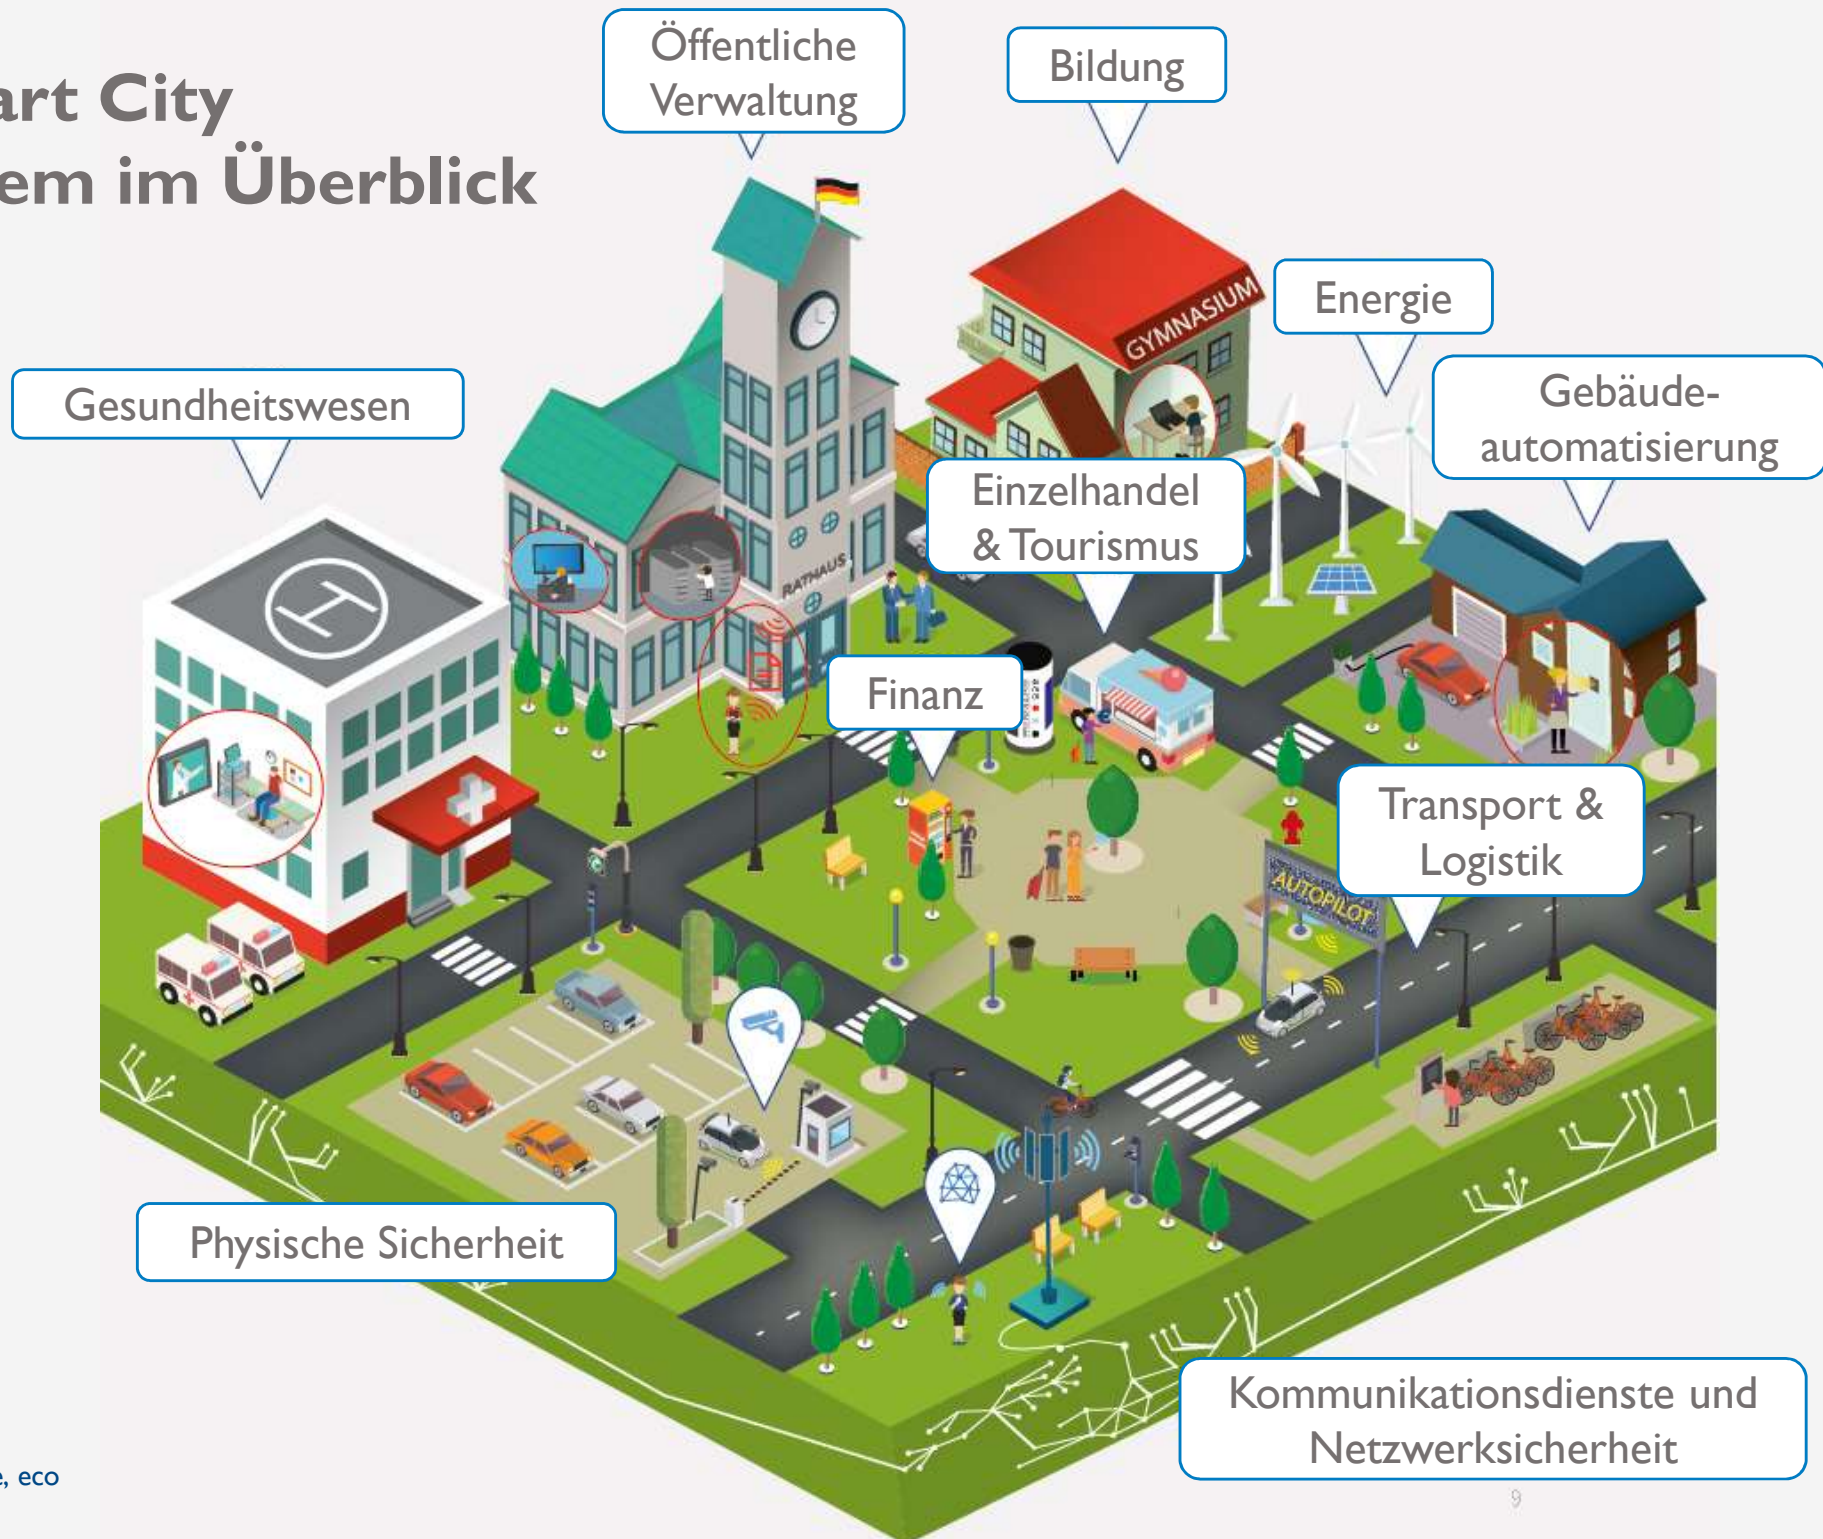 art City
em im Überblick
Öffentliche
Verwaltung
Bildung
Energie
GYMNASIUM
Gesundheitswesen
Gebäude-
automatisierung
Einzelhandel
& Tourismus
RATHAUS
Finanz
Transport &
Logistik
AUTOPILOT
Physische Sicherheit
Kommunikationsdienste und
Netzwerksicherheit
e, eco
9